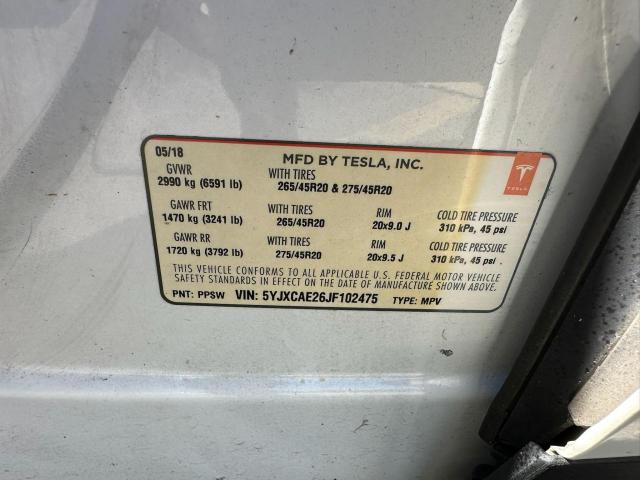 05/18 MFD BY TESLA, INC.
GVWR WITH TIRES
2990 kg (6591 lb) 265/45R20 & 275/45R20
TESLA
GAWR FRT WITH TIRES RIM COLD TIRE PRESSURE
1470 kg (3241 lb) 265/45R20 20x9.0 J 310 kPa, 45 psi
GAWR RR WITH TIRES RIM COLD TIRE PRESSURE
1720 kg (3792 lb) 275/45R20 20x9.5 J 310 kPa, 45 psi
THIS VEHICLE CONFORMS TO ALL APPLICABLE U.S. FEDERAL MOTOR VEHICLE
SAFETY STANDARDS IN EFFECT ON THE DATE OF MANUFACTURE SHOWN ABOVE.
PNT: PPSW VIN: 5YJXCAE26JF102475 TYPE: MPV